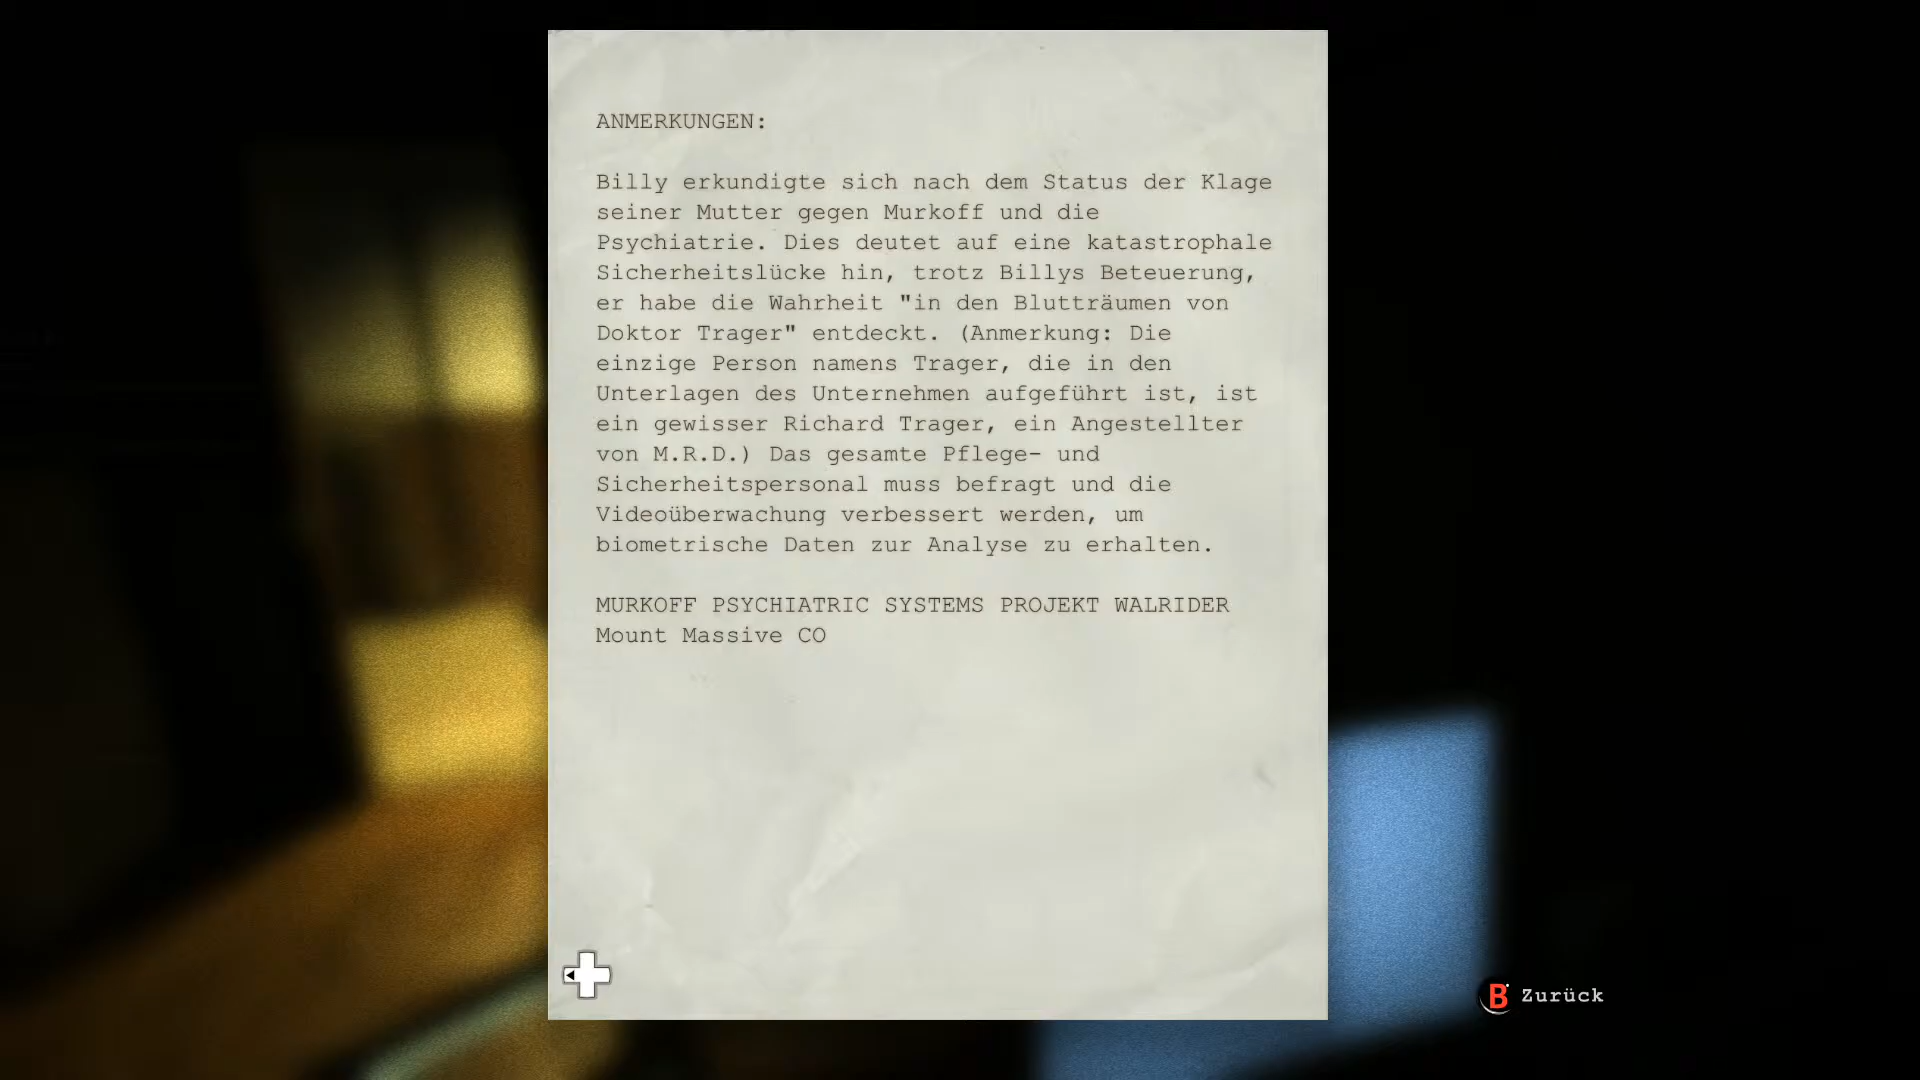 ANMERKUNGEN:
Billy erkundigte sich nach dem Status der Klage
seiner Mutter gegen Murkoff und die
Psychiatrie. Dies deutet auf eine katastrophale
Sicherheitslücke hin, trotz Billys Beteuerung,
er habe die Wahrheit "in den Blutträumen von
Doktor Trager" entdeckt. (Anmerkung: Die
einzige Person namens Trager, die in den
Unterlagen des Unternehmen aufgeführt ist, ist
ein gewisser Richard Trager, ein Angestellter
von M.R.D.) Das gesamte Pflege- und
Sicherheitspersonal muss befragt und die
Videoüberwachung verbessert werden, um
biometrische Daten zur Analyse zu erhalten.
MURKOFF PSYCHIATRIC SYSTEMS PROJEKT WALRIDER
Mount Massive CO
B Zurück